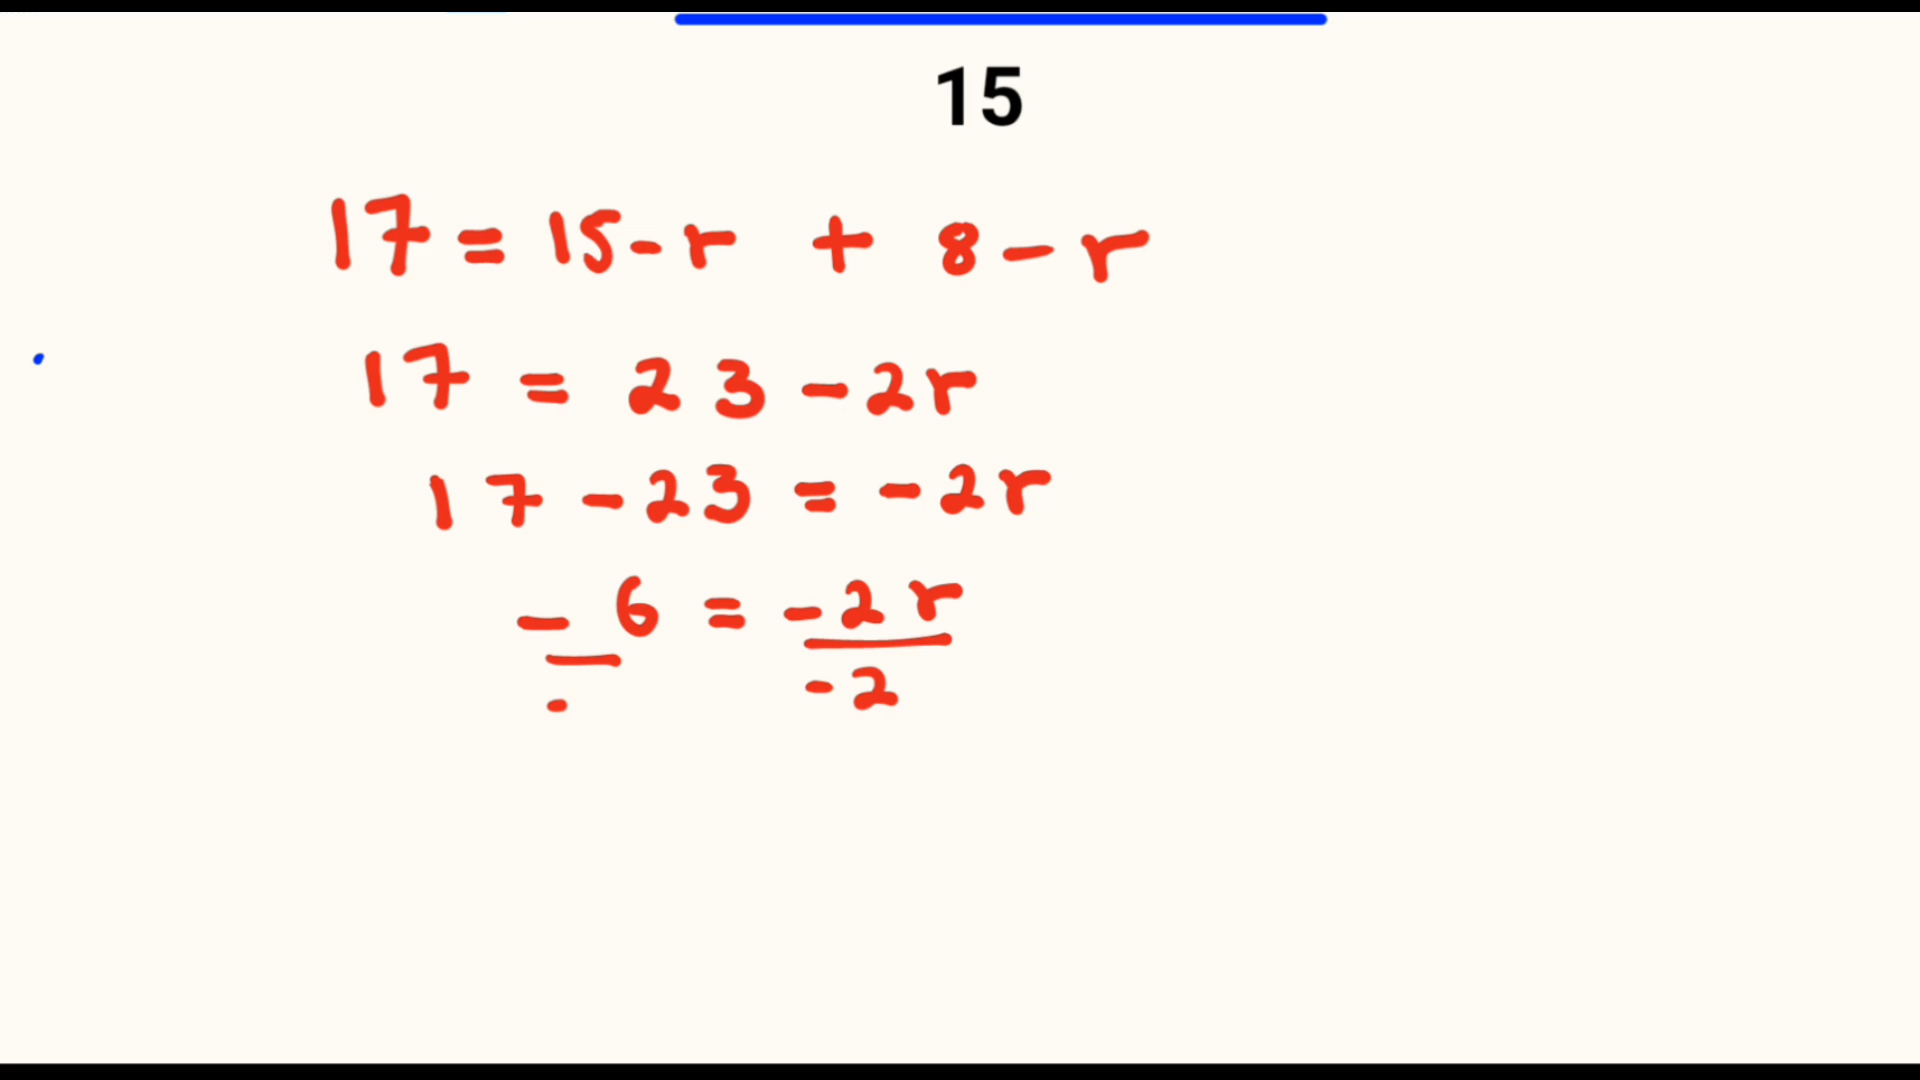 15
17 = 15 - r + 8 - r
17 = 23 - 2r
17 - 23 = - 2r
- 6 = - 2r
- - 2